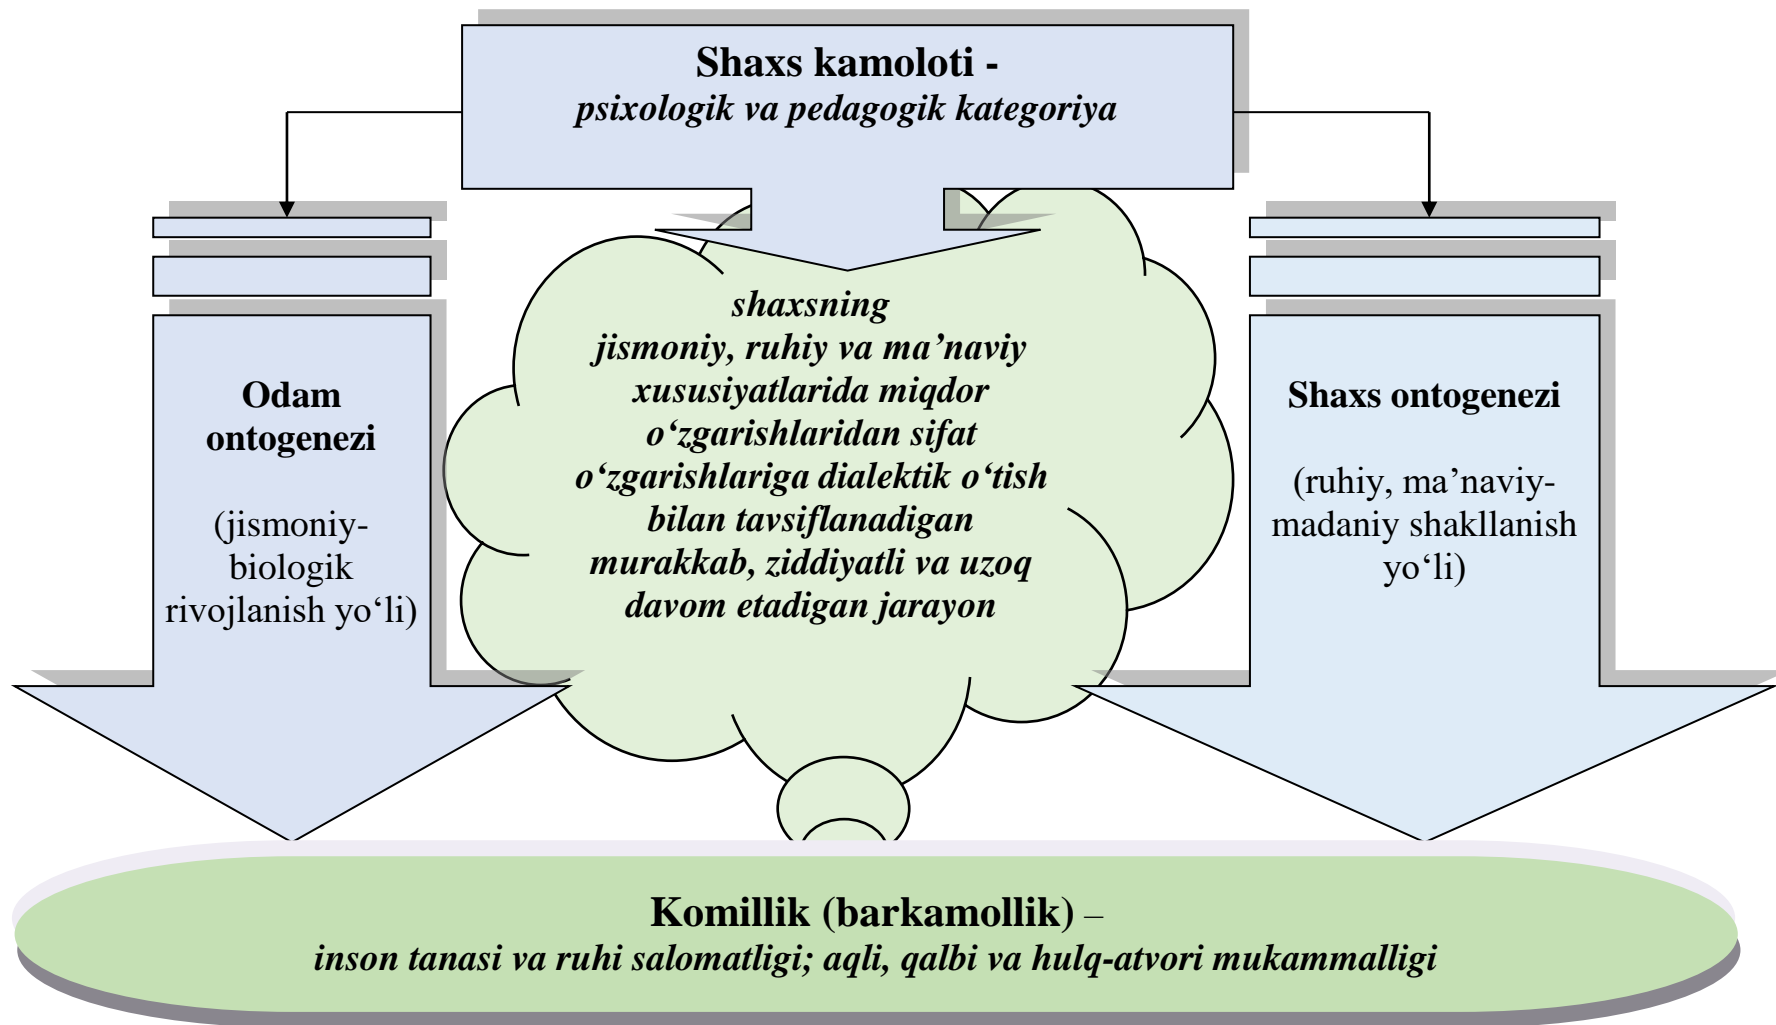 Shaxs kamoloti -
psixologik va pedagogik kategoriya
Odam
ontogenezi
(jismoniy-
biologik
rivojlanish yo‘li)
shaxsning
jismoniy, ruhiy va ma’naviy
xususiyatlarida miqdor
o‘zgarishlaridan sifat
o‘zgarishlariga dialektik o‘tish
bilan tavsiflanadigan
murakkab, ziddiyatli va uzoq
davom etadigan jarayon
Shaxs ontogenezi
(ruhiy, ma’naviy-
madaniy shakllanish
yo‘li)
Komillik (barkamollik) –
inson tanasi va ruhi salomatligi; aqli, qalbi va hulq-atvori mukammalligi